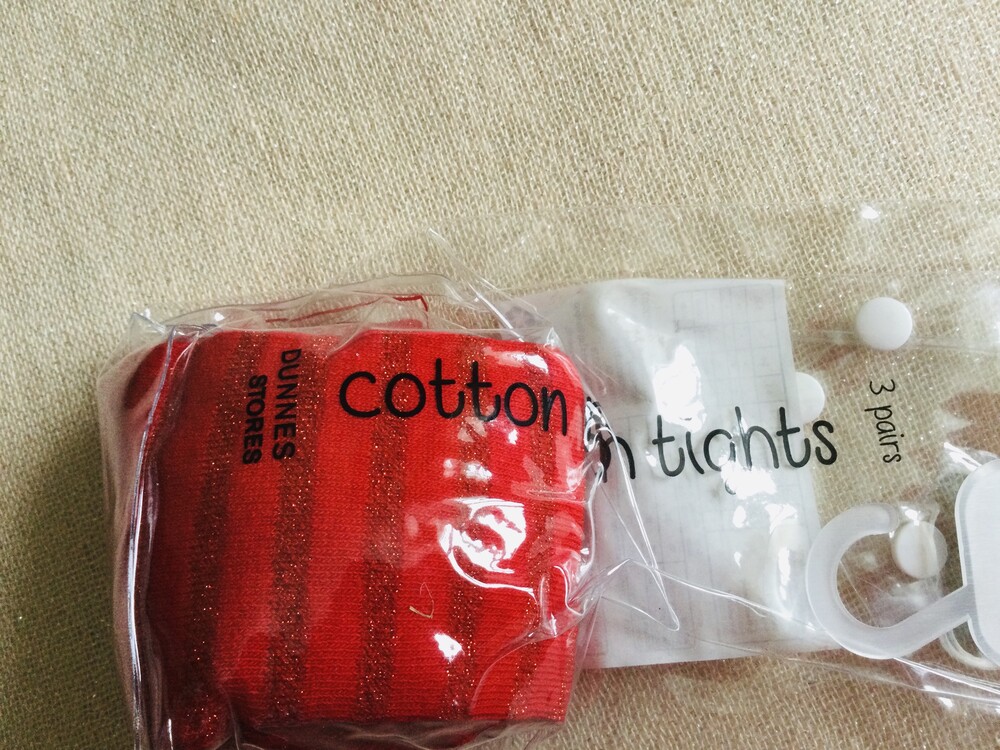 DUNNES
STORES
cotton tights
3 pairs